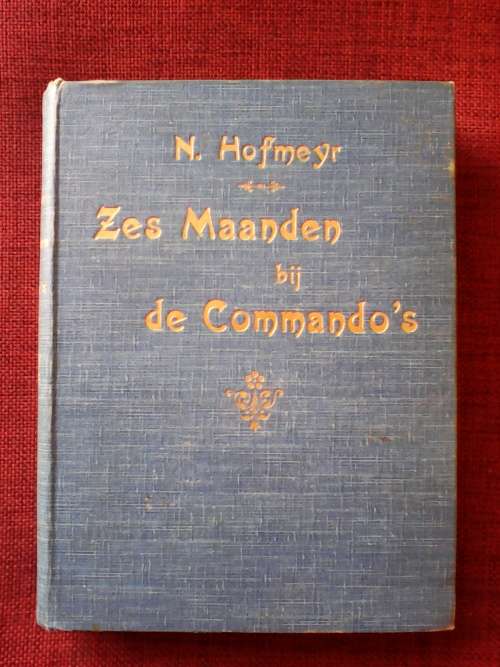 N. Hofmeyr
Zes Maanden
bij
de Commando's